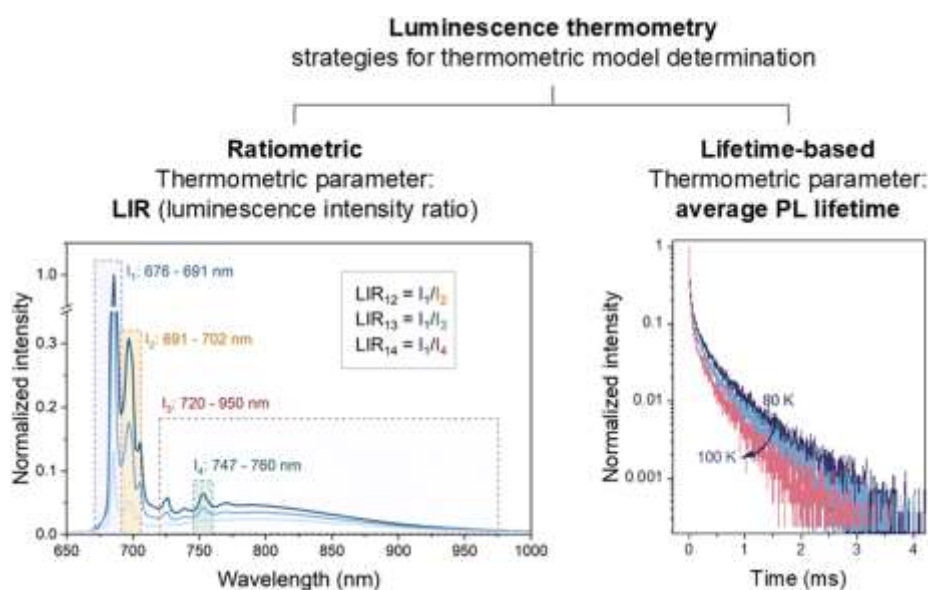 Luminescence thermometry
strategies for thermometric model determination
Ratiometric
Thermometric parameter:
LIR (luminescence intensity ratio)
Normalized intensity
1.0
0.3
0.2
0.1
0.0
I₁: 676 - 691 nm
I₂: 691 - 702 nm
I₃: 720 - 950 nm
I₄: 747 - 760 nm
LIR₁₂ = I₁/I₂
LIR₁₃ = I₁/I₃
LIR₁₄ = I₁/I₄
650 700 750 800 850 900 950 1000
Wavelength (nm)
Lifetime-based
Thermometric parameter:
average PL lifetime
Normalized intensity
1
0.1
0.01
0.001
80 K
100 K
0 1 2 3 4
Time (ms)